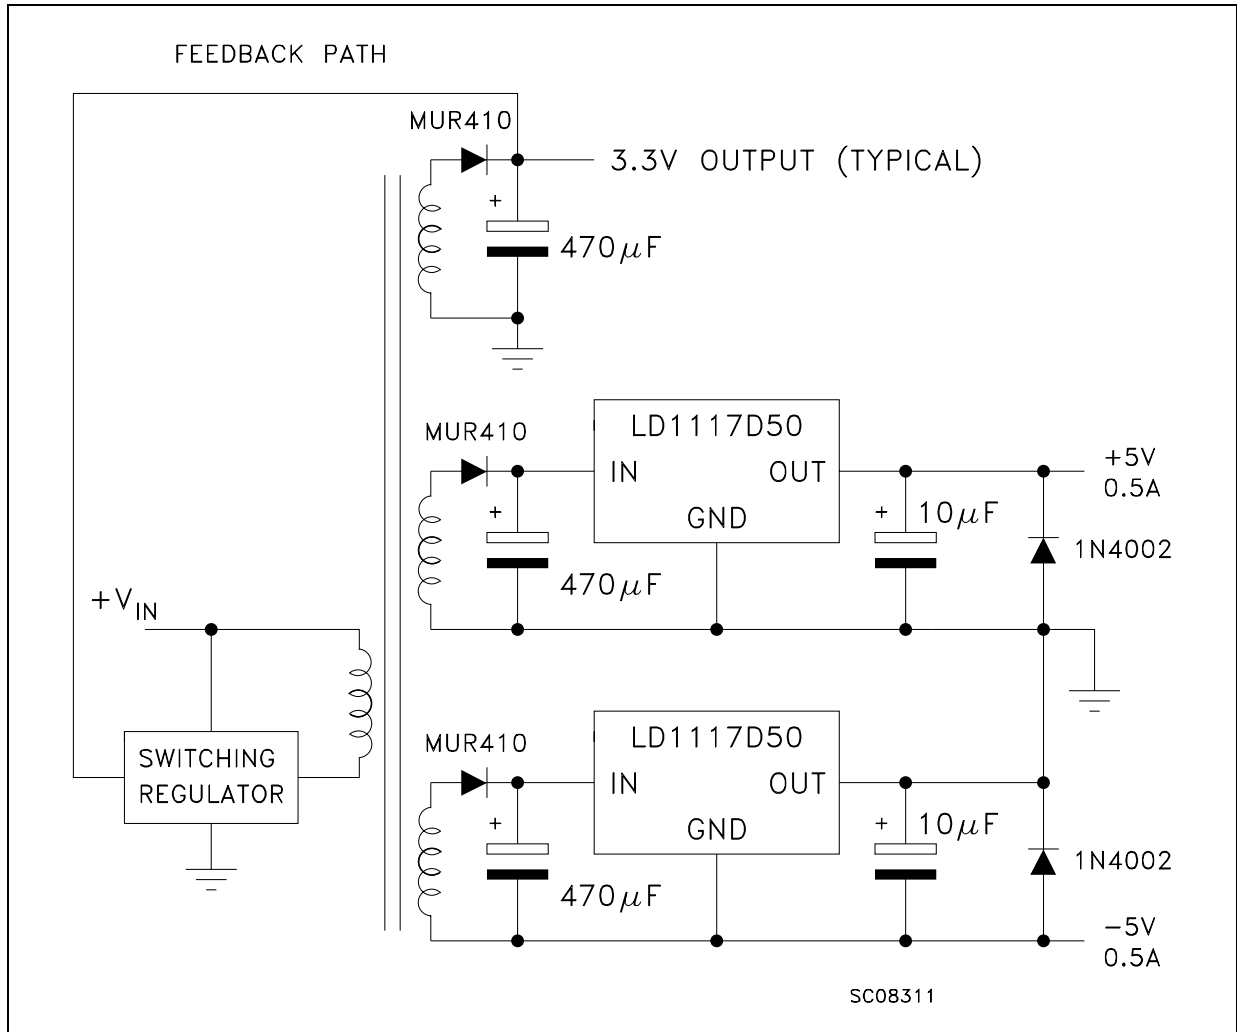 FEEDBACK PATH
MUR410
3.3V OUTPUT (TYPICAL)
+
470μF
MUR410
LD1117D50
IN
OUT
GND
+
470μF
+
10μF
+5V
0.5A
1N4002
+VIN
SWITCHING
REGULATOR
MUR410
LD1117D50
IN
OUT
GND
+
470μF
+
10μF
1N4002
-5V
0.5A
SC08311